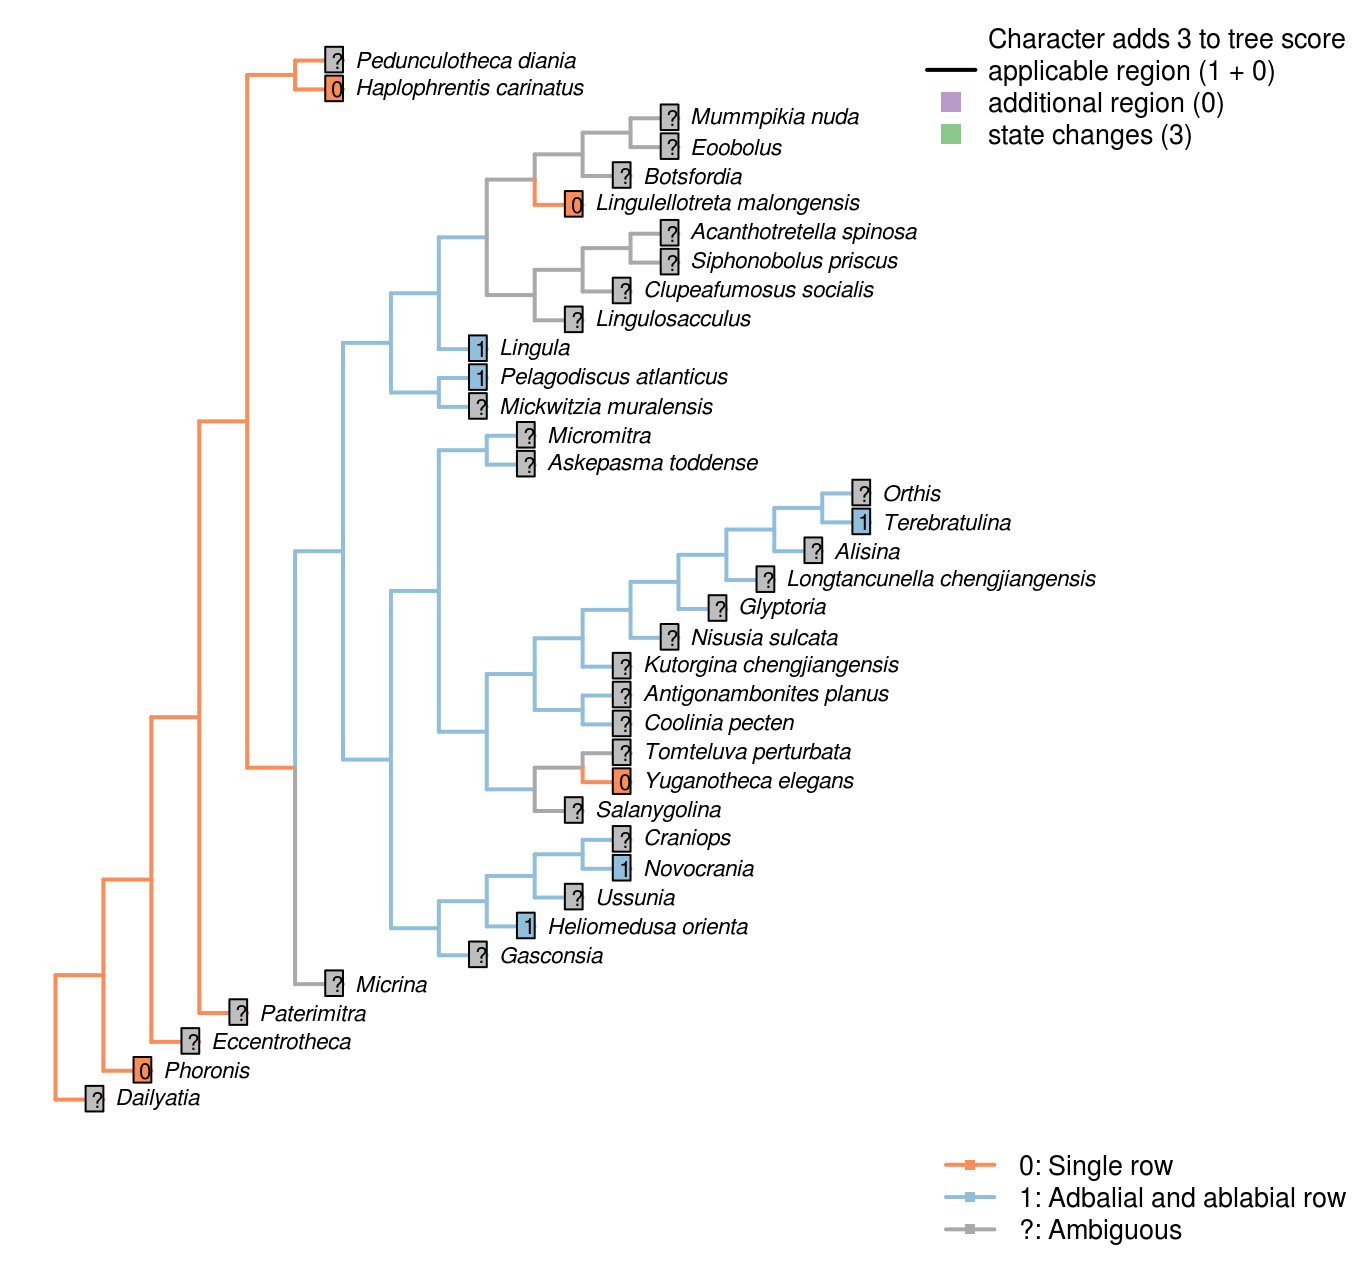 Character adds 3 to tree score
applicable region (1 + 0)
additional region (0)
state changes (3)
? Pedunculotheca diania
0 Haplophrentis carinatus
? Mummpikia nuda
? Eoobolus
? Botsfordia
0 Lingulellotreta malongensis
? Acanthotretella spinosa
? Siphonobolus priscus
? Clupeafumosus socialis
? Lingulosacculus
1 Lingula
1 Pelagodiscus atlanticus
? Mickwitzia muralensis
? Micromitra
? Askepasma toddense
? Orthis
1 Terebratulina
? Alisina
? Longtancunella chengjiangensis
? Glyptoria
? Nisusia sulcata
? Kutorgina chengjiangensis
? Antigonambonites planus
? Coolinia pecten
? Tomteluva perturbata
0 Yuganotheca elegans
? Salanygolina
? Craniops
1 Novocrania
? Ussunia
1 Heliomedusa orienta
? Gasconsia
? Micrina
? Paterimitra
? Eccentrotheca
0 Phoronis
? Dailyatia
0: Single row
1: Adbalial and ablabial row
?: Ambiguous